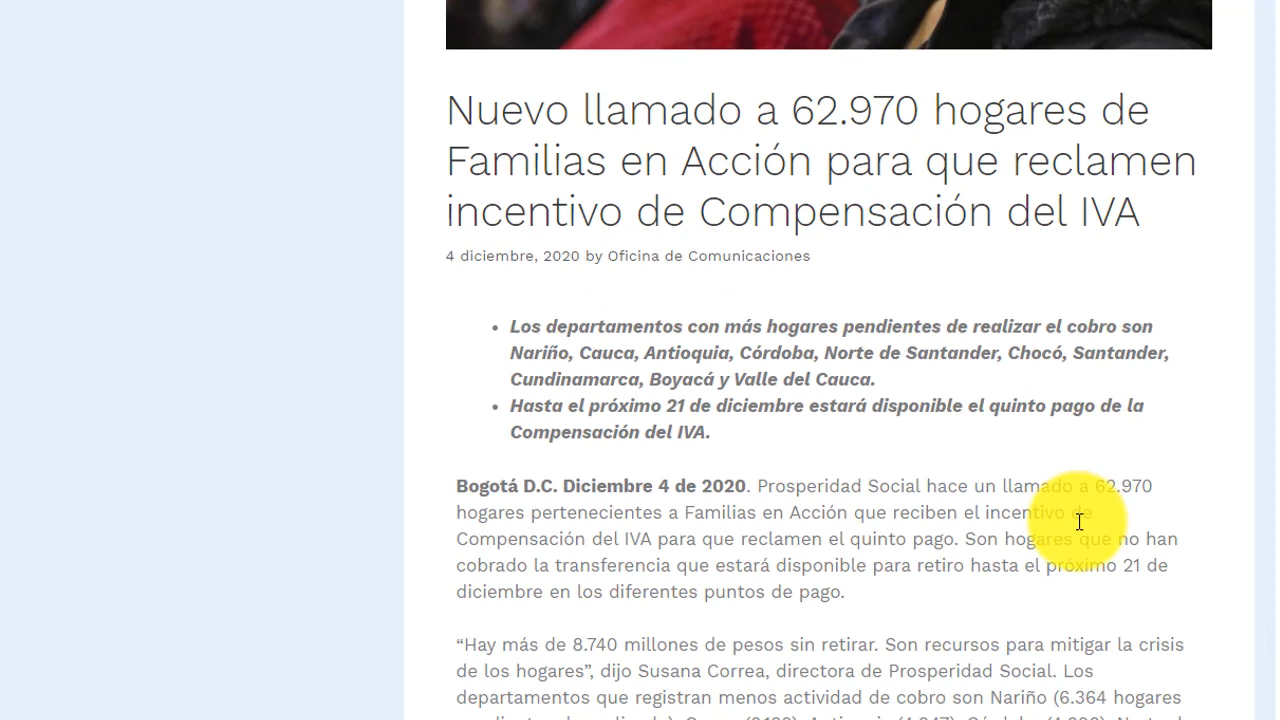 Nuevo llamado a 62.970 hogares de
Familias en Acción para que reclamen
incentivo de Compensación del IVA
4 diciembre, 2020 by Oficina de Comunicaciones
• Los departamentos con más hogares pendientes de realizar el cobro son
Nariño, Cauca, Antioquia, Córdoba, Norte de Santander, Chocó, Santander,
Cundinamarca, Boyacá y Valle del Cauca.
• Hasta el próximo 21 de diciembre estará disponible el quinto pago de la
Compensación del IVA.
Bogotá D.C. Diciembre 4 de 2020. Prosperidad Social hace un llamado a 62.970
hogares pertenecientes a Familias en Acción que reciben el incentivo de
Compensación del IVA para que reclamen el quinto pago. Son hogares que no han
cobrado la transferencia que estará disponible para retiro hasta el próximo 21 de
diciembre en los diferentes puntos de pago.
“Hay más de 8.740 millones de pesos sin retirar. Son recursos para mitigar la crisis
de los hogares”, dijo Susana Correa, directora de Prosperidad Social. Los
departamentos que registran menos actividad de cobro son Nariño (6.364 hogares